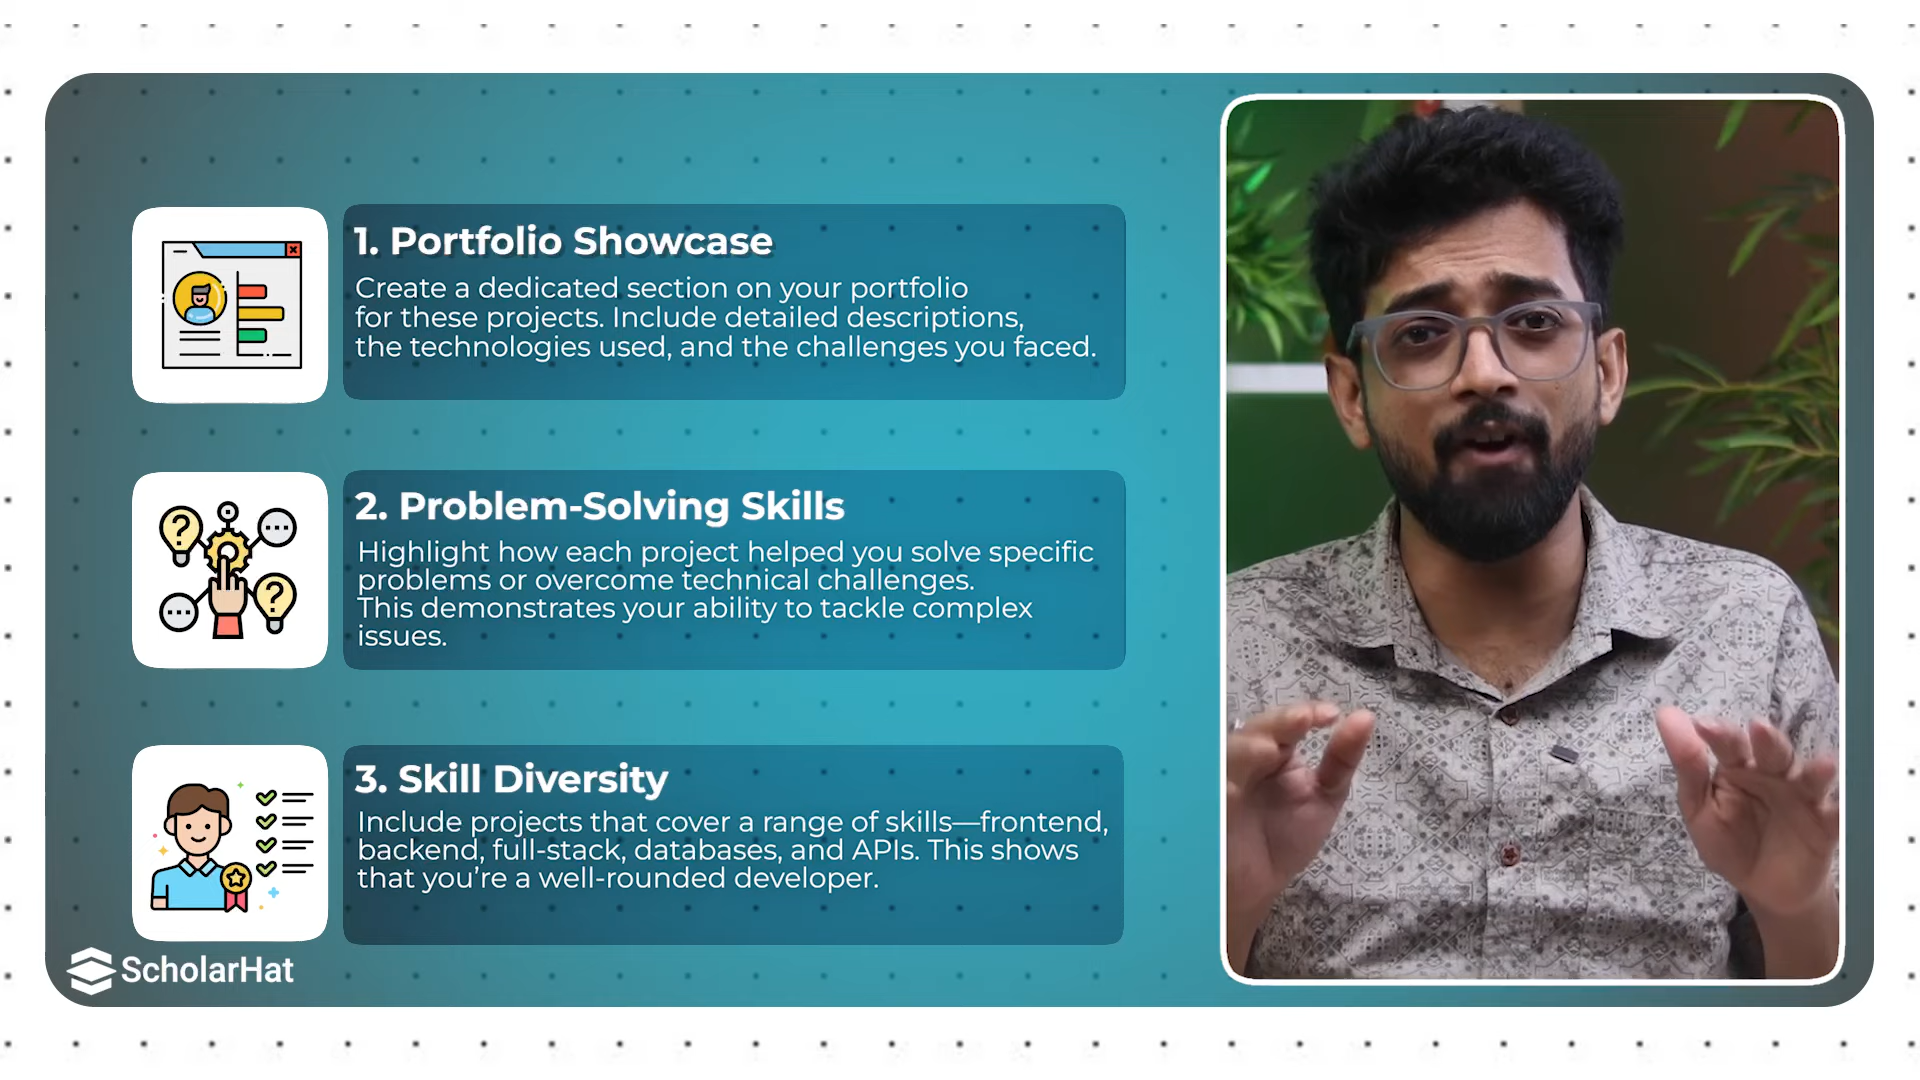 1. Portfolio Showcase
Create a dedicated section on your portfolio
for these projects. Include detailed descriptions,
the technologies used, and the challenges you faced.
2. Problem-Solving Skills
Highlight how each project helped you solve specific
problems or overcome technical challenges.
This demonstrates your ability to tackle complex
issues.
3. Skill Diversity
Include projects that cover a range of skills—frontend,
backend, full-stack, databases, and APIs. This shows
that you're a well-rounded developer.
ScholarHat